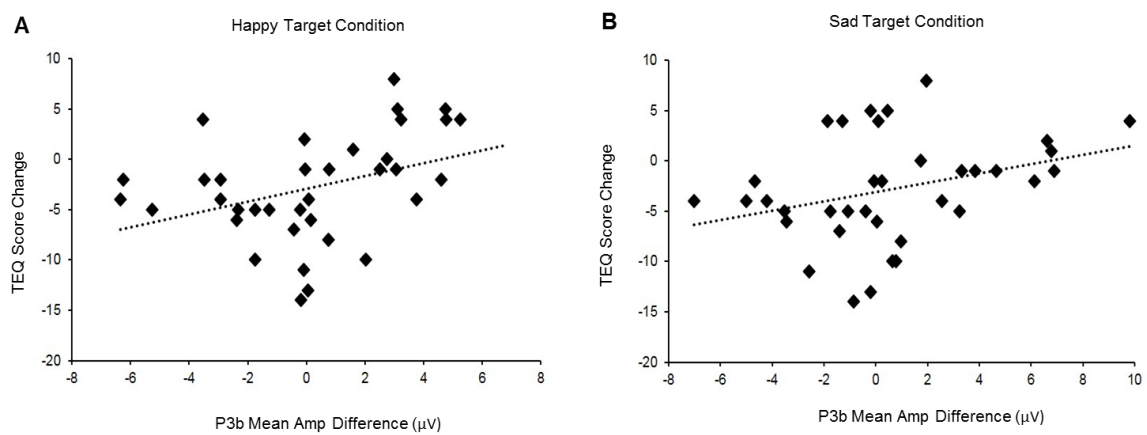 A
Happy Target Condition
TEQ Score Change
10
5
0
-5
-10
-15
-20
-8 -6 -4 -2 0 2 4 6 8
P3b Mean Amp Difference (µV)
B
Sad Target Condition
TEQ Score Change
10
5
0
-5
-10
-15
-20
-8 -6 -4 -2 0 2 4 6 8 10
P3b Mean Amp Difference (µV)